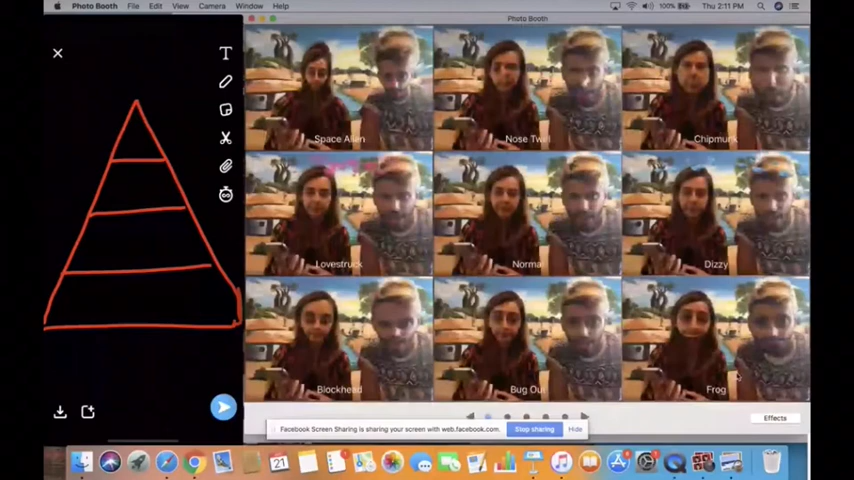 Photo Booth File Edit View Camera Window Help
100% Thu 2:11 PM
Photo Booth
T
Space Alien Nose Twirl Chipmunk
Lovestruck Normal Dizzy
Blockhead Bug Out Frog
Effects
Facebook Screen Sharing is sharing your screen with web.facebook.com. Stop sharing Hide
21